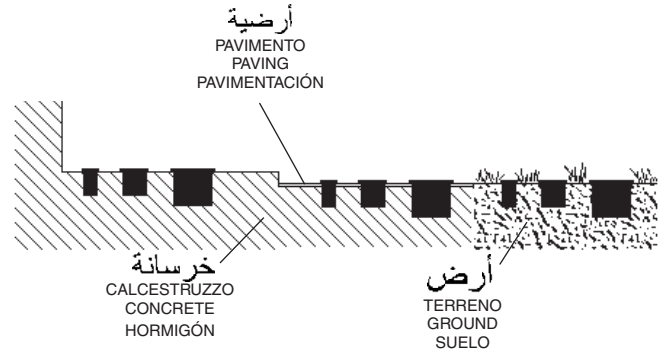 أرضية
PAVIMENTO
PAVING
PAVIMENTACIÓN
خرسانة
CALCESTRUZZO
CONCRETE
HORMIGÓN
أرض
TERRENO
GROUND
SUELO